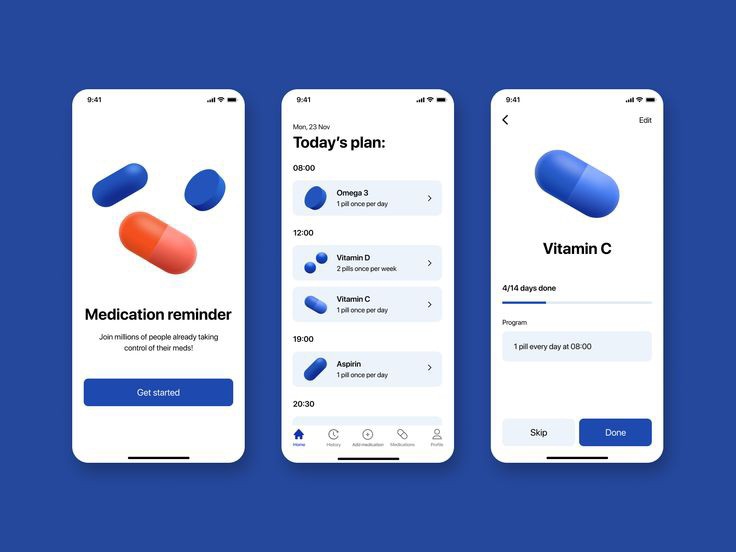 9:41
Medication reminder
Join millions of people already taking
control of their meds!
Get started
9:41
Mon, 23 Nov
Today's plan:
08:00
Omega 3
1 pill once per day
12:00
Vitamin D
2 pills once per week
Vitamin C
1 pill once per day
19:00
Aspirin
1 pill once per day
20:30
Home History Add medication Medications Profile
9:41
Edit
Vitamin C
4/14 days done
Program
1 pill every day at 08:00
Skip Done